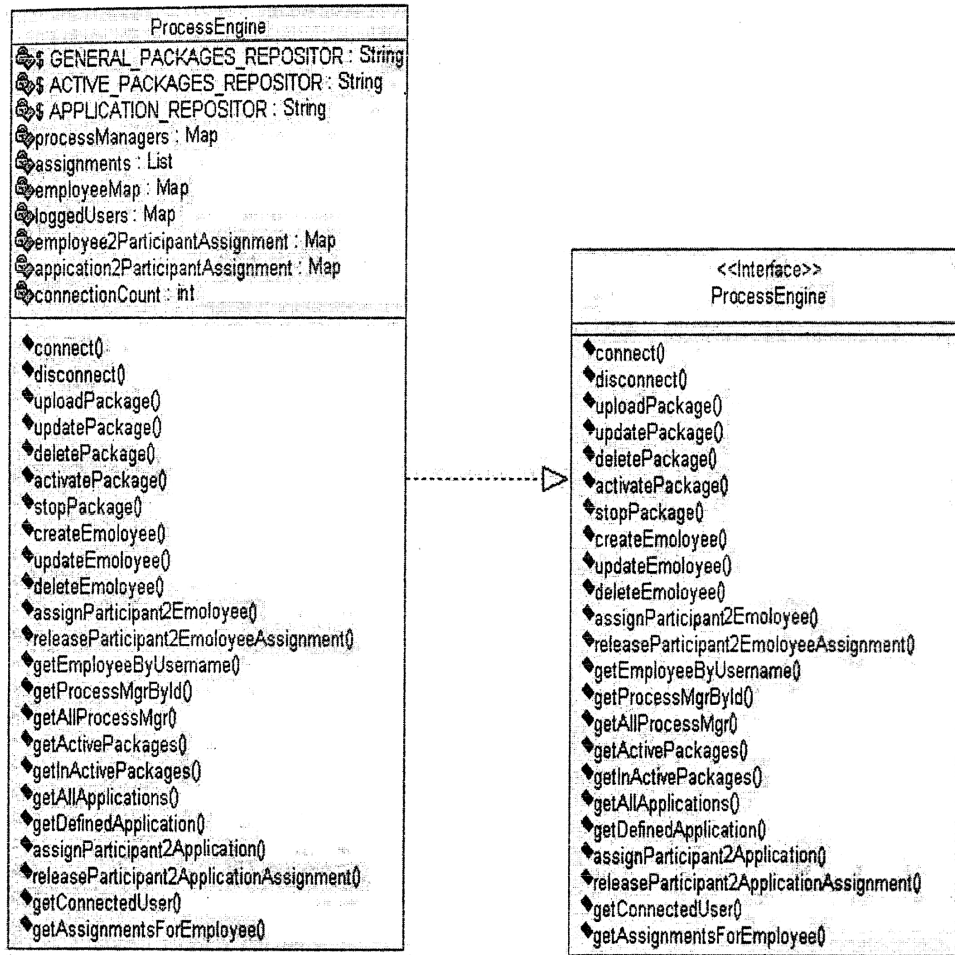 ProcessEngine
$ GENERAL_PACKAGES_REPOSITOR : String
$ ACTIVE_PACKAGES_REPOSITOR : String
$ APPLICATION_REPOSITOR : String
processManagers : Map
assignments : List
employeeMap : Map
loggedUsers : Map
employee2ParticipantAssignment : Map
appication2ParticipantAssignment : Map
connectionCount : int
connect()
disconnect()
uploadPackage()
updatePackage()
deletePackage()
activatePackage()
stopPackage()
createEmoloyee()
updateEmoloyee()
deleteEmoloyee()
assignParticipant2Emoloyee()
releaseParticipant2EmoloyeeAssignment()
getEmployeeByUsername()
getProcessMgrById()
getAllProcessMgr()
getActivePackages()
getInActivePackages()
getAllApplications()
getDefinedApplication()
assignParticipant2Application()
releaseParticipant2ApplicationAssignment()
getConnectedUser()
getAssignmentsForEmployee()
<<Interface>>
ProcessEngine
connect()
disconnect()
uploadPackage()
updatePackage()
deletePackage()
activatePackage()
stopPackage()
createEmoloyee()
updateEmoloyee()
deleteEmoloyee()
assignParticipant2Emoloyee()
releaseParticipant2EmoloyeeAssignment()
getEmployeeByUsername()
getProcessMgrById()
getAllProcessMgr()
getActivePackages()
getInActivePackages()
getAllApplications()
getDefinedApplication()
assignParticipant2Application()
releaseParticipant2ApplicationAssignment()
getConnectedUser()
getAssignmentsForEmployee()